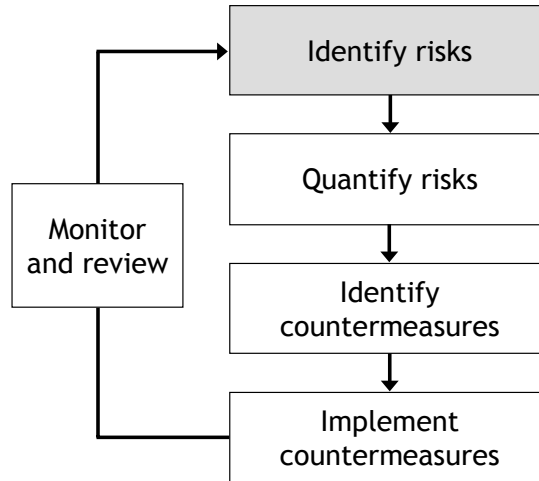 Identify risks
Quantify risks
Monitor
and review
Identify
countermeasures
Implement
countermeasures